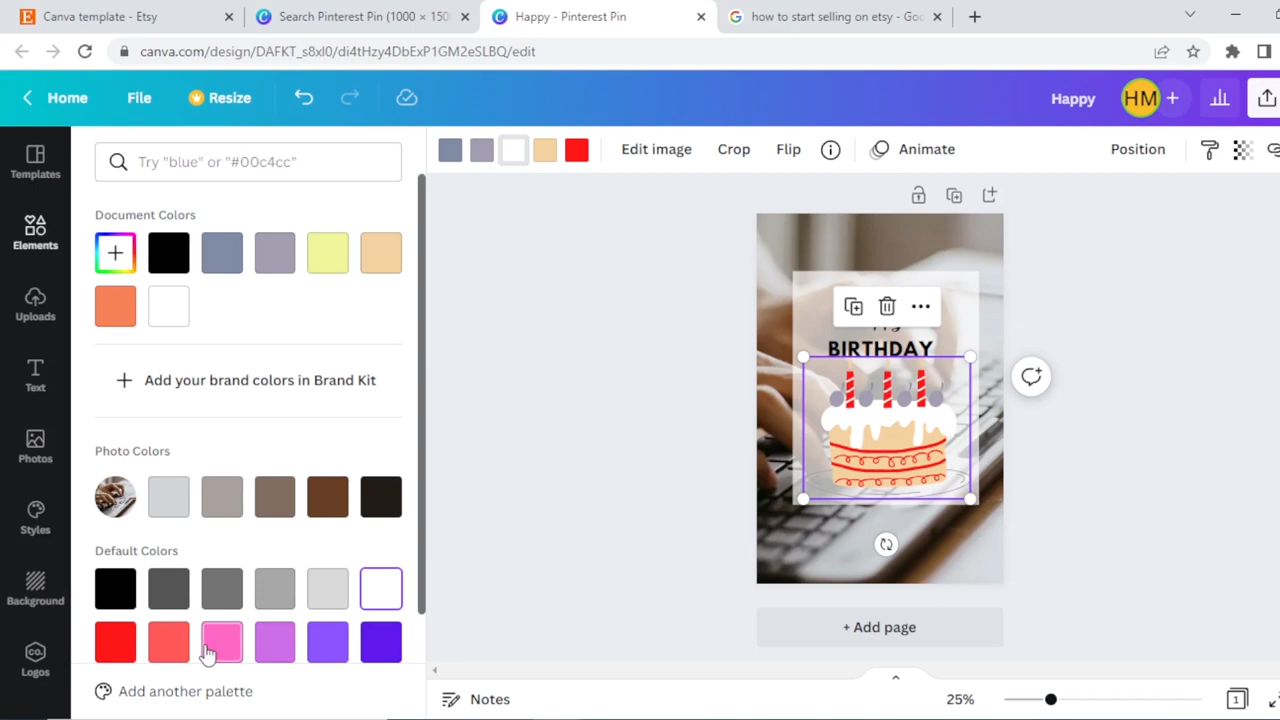 Canva template - Etsy
Search Pinterest Pin (1000 × 150
Happy - Pinterest Pin
how to start selling on etsy - Goo
canva.com/design/DAFKT_s8xl0/di4tHzy4DbExP1GM2eSLBQ/edit
Home
File
Resize
Happy
HM
Templates
Elements
Uploads
Text
Photos
Styles
Background
CO.
Logos
Try "blue" or "#00c4cc"
Document Colors
Add your brand colors in Brand Kit
Photo Colors
Default Colors
Add another palette
Edit image
Crop
Flip
Animate
Position
BIRTHDAY
+ Add page
Notes
25%
1